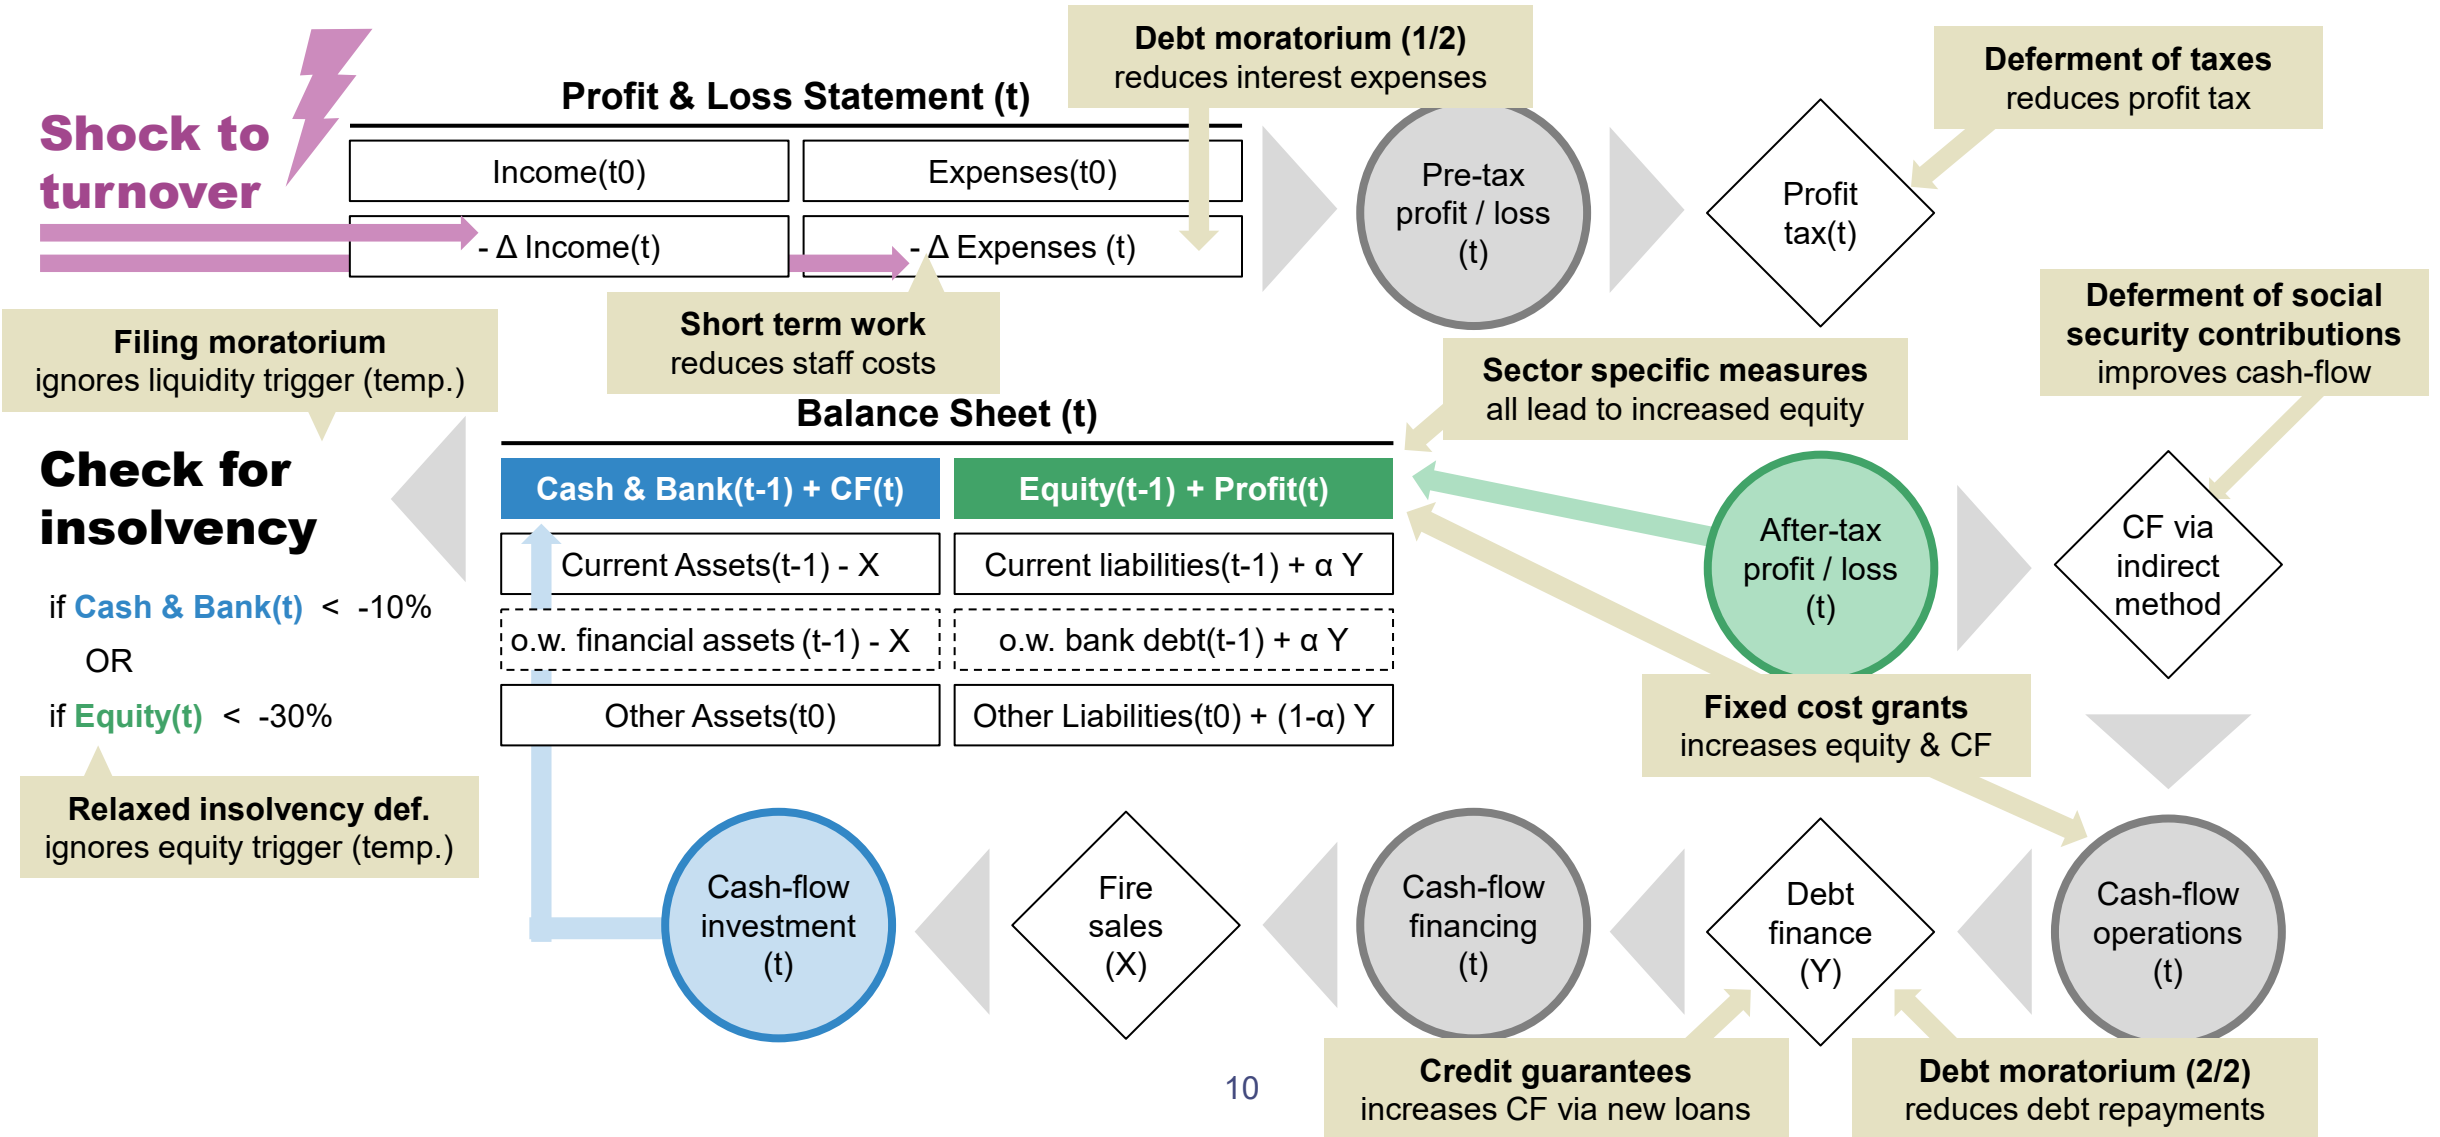 Debt moratorium (1/2)
reduces interest expenses
Deferment of taxes
reduces profit tax
Profit & Loss Statement (t)
Shock to
turnover
Income(t0)
Expenses(t0)
- Δ Income(t)
- Δ Expenses (t)
Pre-tax
profit / loss
(t)
Profit
tax(t)
Filing moratorium
ignores liquidity trigger (temp.)
Short term work
reduces staff costs
Sector specific measures
all lead to increased equity
Deferment of social
security contributions
improves cash-flow
Balance Sheet (t)
Check for
insolvency
if Cash & Bank(t) < -10%
OR
if Equity(t) < -30%
Cash & Bank(t-1) + CF(t)
Equity(t-1) + Profit(t)
Current Assets(t-1) - X
Current liabilities(t-1) + α Y
o.w. financial assets (t-1) - X
o.w. bank debt(t-1) + α Y
Other Assets(t0)
Other Liabilities(t0) + (1-α) Y
After-tax
profit / loss
(t)
CF via
indirect
method
Fixed cost grants
increases equity & CF
Relaxed insolvency def.
ignores equity trigger (temp.)
Cash-flow
investment
(t)
Fire
sales
(X)
Cash-flow
financing
(t)
Debt
finance
(Y)
Cash-flow
operations
(t)
Credit guarantees
increases CF via new loans
Debt moratorium (2/2)
reduces debt repayments
10